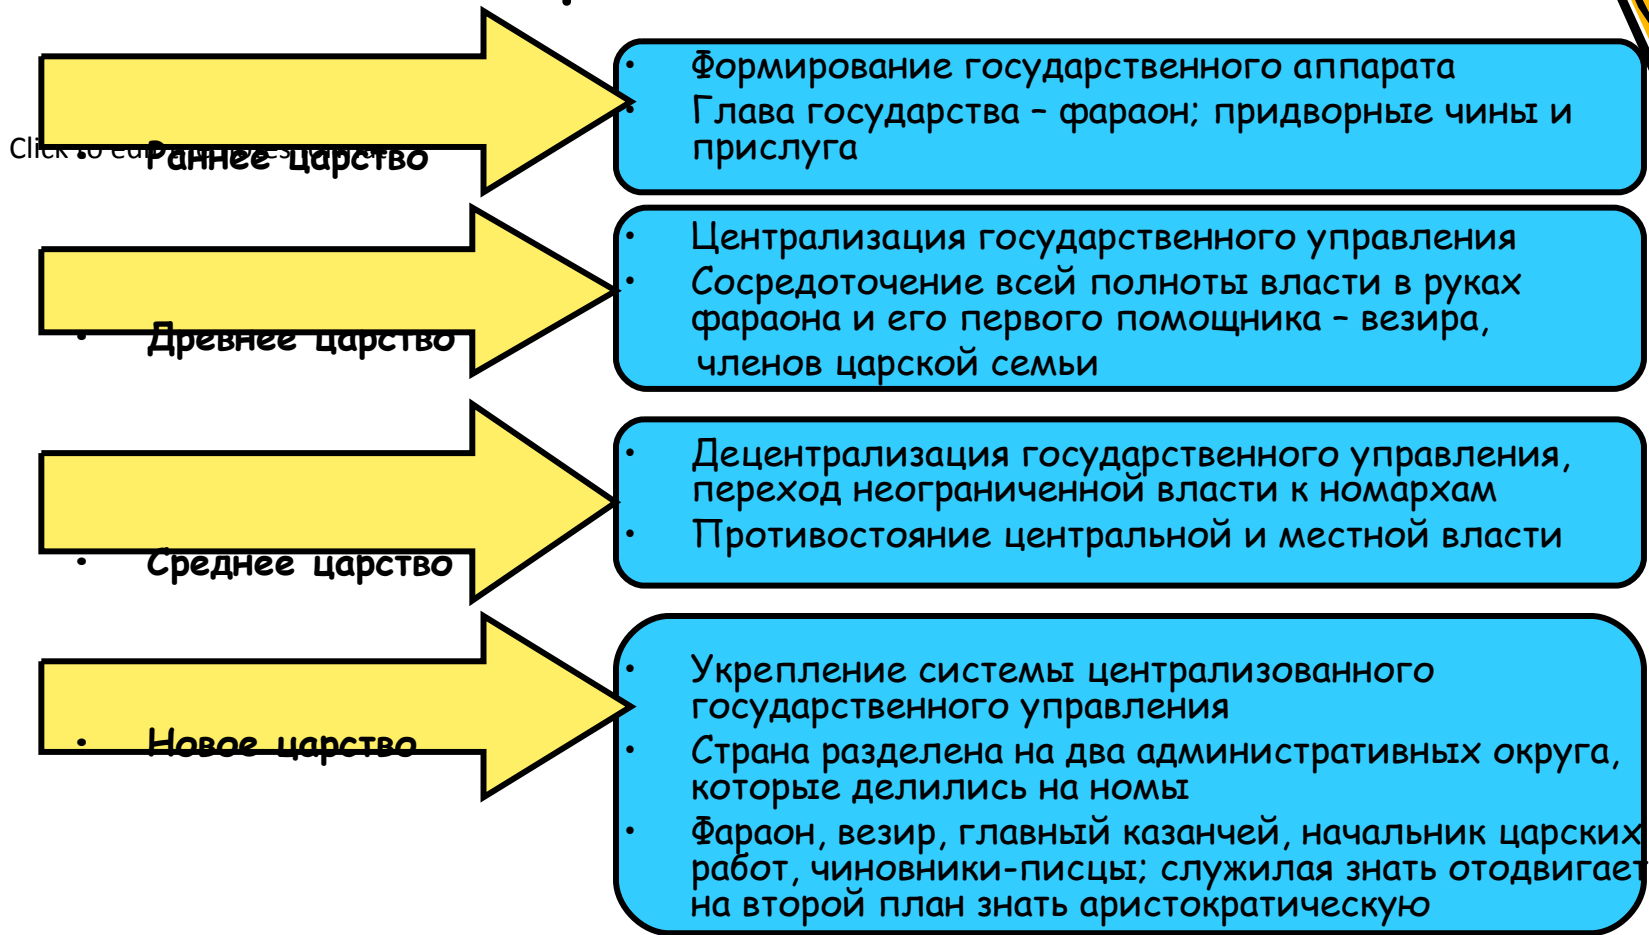 • Формирование государственного аппарата
• Глава государства – фараон; придворные чины и
прислуга
Click to
• Раннее царство
• Централизация государственного управления
• Сосредоточение всей полноты власти в руках
фараона и его первого помощника – везира,
членов царской семьи
• Древнее царство
• Децентрализация государственного управления,
переход неограниченной власти к номархам
• Противостояние центральной и местной власти
• Среднее царство
• Укрепление системы централизованного
государственного управления
• Страна разделена на два административных округа,
которые делились на номы
• Новое царство
• Фараон, везир, главный казанчей, начальник царских
работ, чиновники-писцы; служилая знать отодвигает
на второй план знать аристократическую